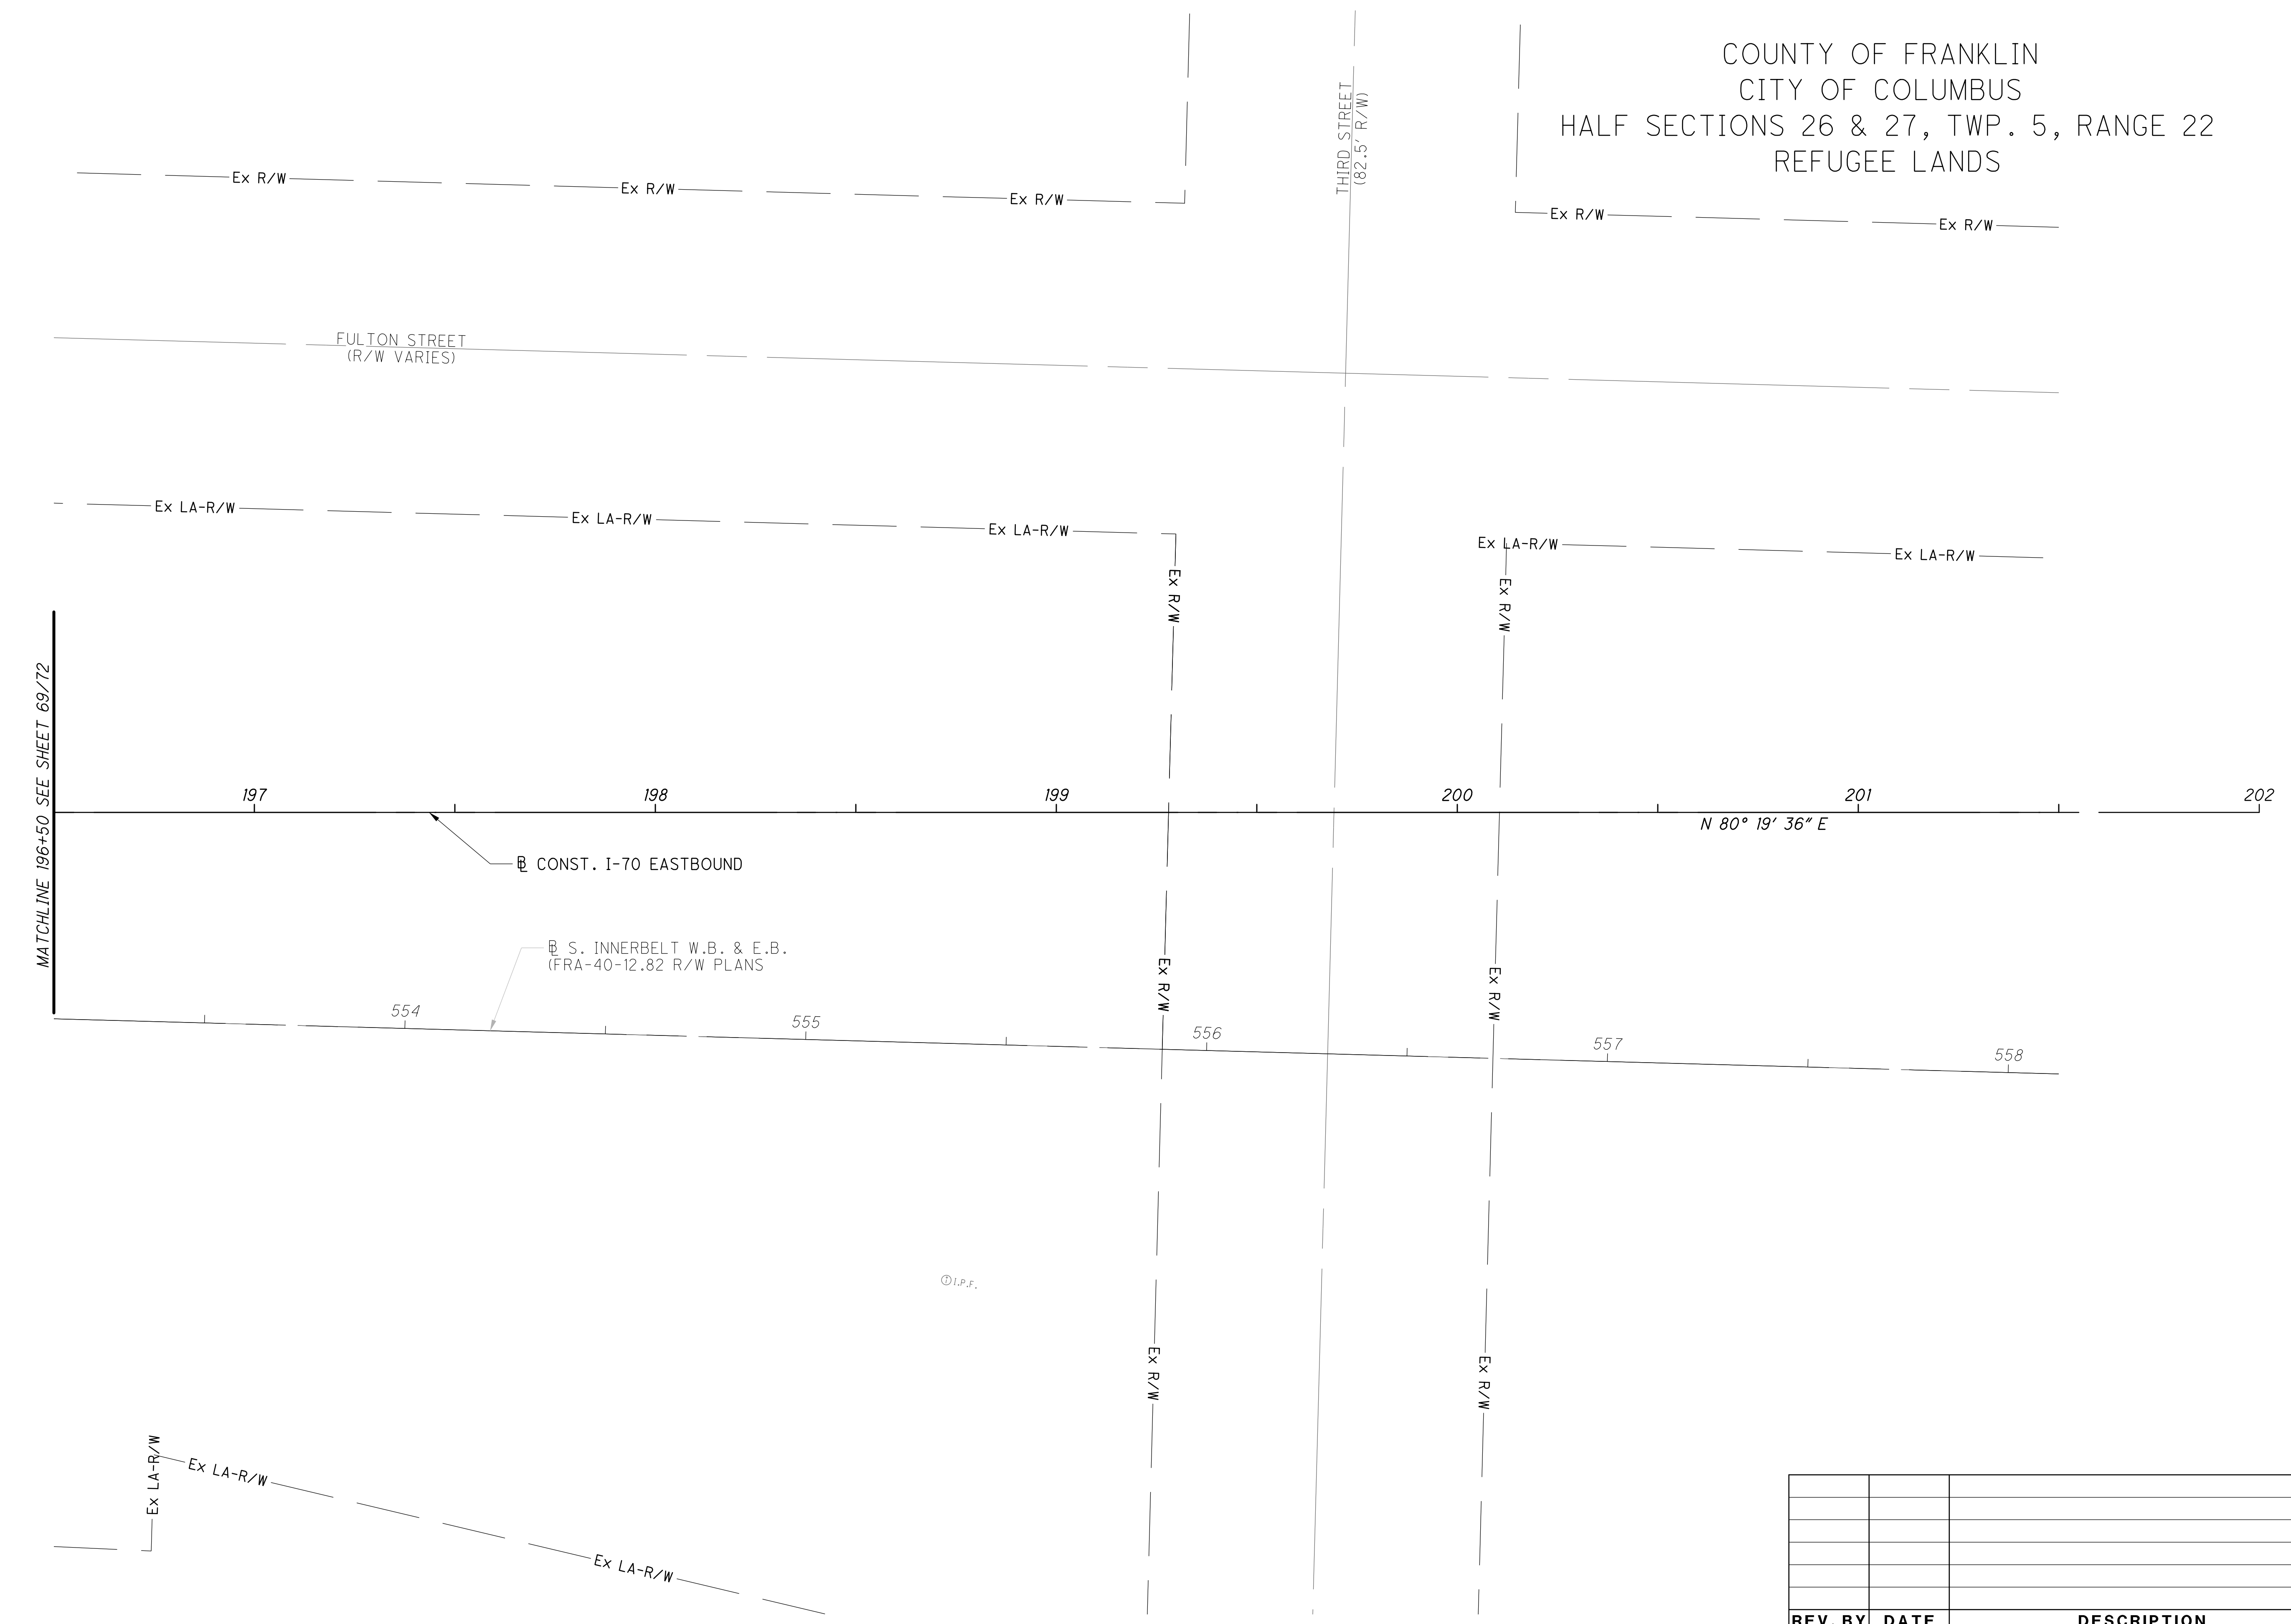 COUNTY OF FRANKLIN
CITY OF COLUMBUS
HALF SECTIONS 26 & 27, TWP. 5, RANGE 22
REFUGEE LANDS
THIRD STREET
(82.5' R/W)
Ex R/W
Ex R/W
Ex R/W
Ex R/W
Ex R/W
FULTON STREET
(R/W VARIES)
Ex LA-R/W
Ex LA-R/W
Ex LA-R/W
Ex LA-R/W
Ex LA-R/W
Ex R/W
Ex R/W
MATCHLINE 196+50 SEE SHEET 69/72
197
198
199
200
201
202
N 80° 19' 36" E
℄ CONST. I-70 EASTBOUND
℄ S. INNERBELT W.B. & E.B.
(FRA-40-12.82 R/W PLANS
Ex R/W
Ex R/W
554
555
556
557
558
I.P.F.
Ex R/W
Ex R/W
Ex LA-R/W
Ex LA-R/W
Ex LA-R/W
REV. BY DATE DESCRIPTION